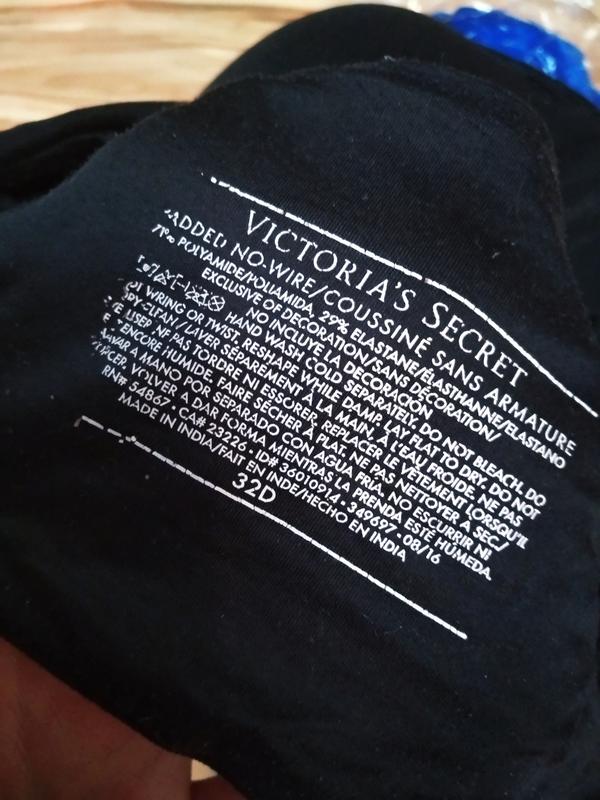 VICTORIA'S SECRET
ADDED NO-WIRE/COUSSINÉ SANS ARMATURE
POLYAMIDE/POLIAMIDA, 29% ELASTANE/ÉLASTHANNE/ELASTANO
EXCLUSIVE OF DECORATION/SANS DÉCORATION/
NO INCLUYE LA DECORACIÓN
HAND WASH COLD SEPARATELY. DO NOT BLEACH. DO
WRING OR TWIST. RESHAPE WHILE DAMP. LAY FLAT TO DRY. DO NOT
LAVER SÉPAREMENT À LA MAIN, À L'EAU FROIDE. NE PAS
NE PAS TORDRE NI ESSORER. REPLACER LE VÊTEMENT LORSQU'IL
ENCORE HUMIDE. FAIRE SÉCHER À PLAT. NE PAS NETTOYER A SEC/
A MANO POR SEPARADO CON AGUA FRÍA. NO ESCURRIR NI
VOLVER A DAR FORMA MIENTRAS LA PRENDA ESTÉ HÚMEDA.
RN# 54867 • CA# 23226 • ID# 36010914 • 349697 • 08/16
MADE IN INDIA/FAIT EN INDE/HECHO EN INDIA
32D